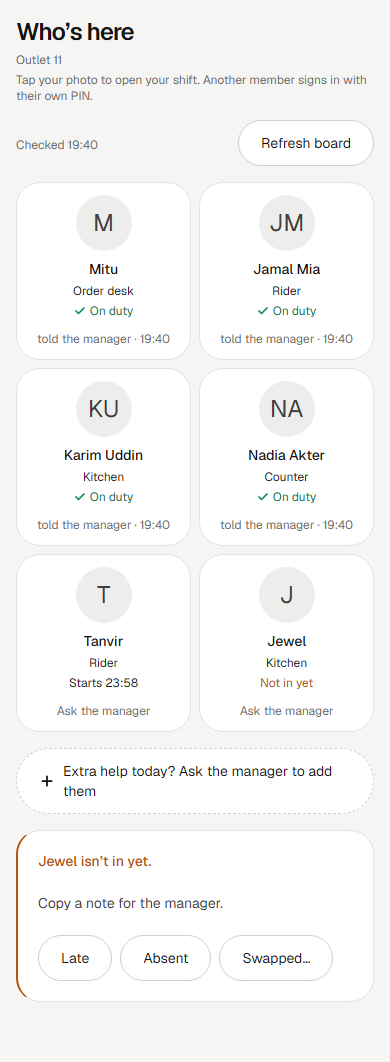 Who's here
Outlet 11
Tap your photo to open your shift. Another member signs in with
their own PIN.
Checked 19:40
Refresh board
M
Mitu
Order desk
On duty
told the manager · 19:40
JM
Jamal Mia
Rider
On duty
told the manager · 19:40
KU
Karim Uddin
Kitchen
On duty
told the manager · 19:40
NA
Nadia Akter
Counter
On duty
told the manager · 19:40
T
Tanvir
Rider
Starts 23:58
Ask the manager
J
Jewel
Kitchen
Not in yet
Ask the manager
Extra help today? Ask the manager to add
them
Jewel isn't in yet.
Copy a note for the manager.
Late
Absent
Swapped…